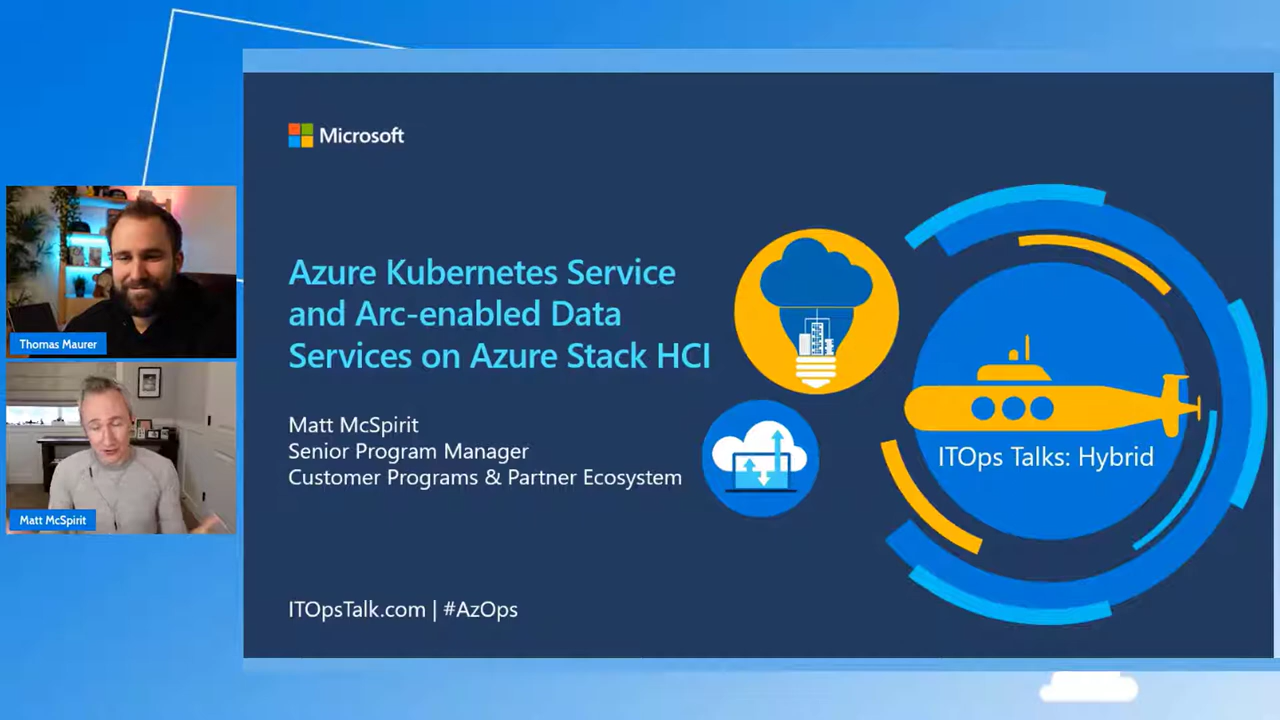 Microsoft
Azure Kubernetes Service
and Arc-enabled Data
Services on Azure Stack HCI
Matt McSpirit
Senior Program Manager
Customer Programs & Partner Ecosystem
ITOps Talks: Hybrid
ITOpsTalk.com | #AzOps
Thomas Maurer
Matt McSpirit